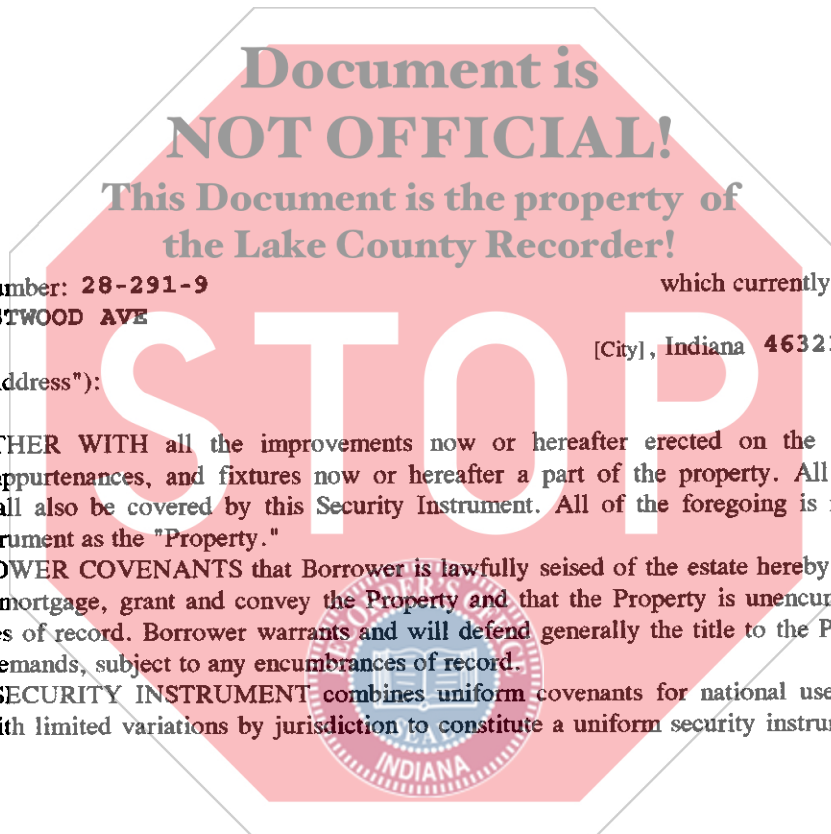 Document is
NOT OFFICIAL!
This Document is the property of
the Lake County Recorder!
umber: 28-291-9 which currently
STWOOD AVE
[City], Indiana 4632
ddress"):
STOP
THER WITH all the improvements now or hereafter erected on the
appurtenances, and fixtures now or hereafter a part of the property. All
all also be covered by this Security Instrument. All of the foregoing is
rument as the "Property."
OWER COVENANTS that Borrower is lawfully seised of the estate hereby
mortgage, grant and convey the Property and that the Property is unencu
es of record. Borrower warrants and will defend generally the title to the P
emands, subject to any encumbrances of record.
SECURITY INSTRUMENT combines uniform covenants for national use
ith limited variations by jurisdiction to constitute a uniform security instru
RECORDER'S OFFICE
SEAL
INDIANA